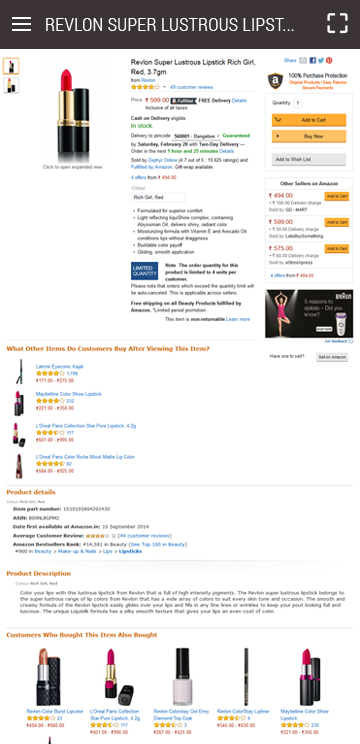 REVLON SUPER LUSTROUS LIPST...
Revlon Super Lustrous Lipstick Rich Girl,
Red, 3.7gm
from Revlon
49 customer reviews
Price: ₹ 599.00 Fulfilled FREE Delivery Details
Inclusive of all taxes
Cash on Delivery eligible
In stock.
Delivery to pincode 560001 - Bangalore Guaranteed
by Saturday, February 20 with Two-Day Delivery —
Order in the next 1 hour and 25 minutes Details
Sold by Zephyr Online (4.7 out of 5 | 19,625 ratings) and
Fulfilled by Amazon. Gift-wrap available.
4 offers from ₹ 494.00
Colour:
Rich Girl, Red
• Formulated for superior comfort
• Light reflecting liquishine complex, containing
Abyssinian Oil, delivers shiny, radiant color
• Moisturizing formula with Vitamin E and Avocado Oil
conditions lips without dragginess
• Buildable color payoff
• Gliding, smooth application
LIMITED
QUANTITY
Note: The order quantity for this
product is limited to 4 units per
customer.
Please note that orders which exceed the quantity limit will
be auto-canceled. This is applicable across sellers.
Free shipping on all Beauty Products fulfilled by
Amazon. *Limited period promotion.
This item is non-returnable Learn more
Click to open expanded view
Share
100% Purchase Protection
Original Products | Easy Returns
Secure Payments
Quantity: 1
Add to Cart
Buy Now
Add to Wish List
Other Sellers on Amazon
₹ 494.00 Add to Cart
+ ₹ 100.00 Delivery charge
Sold by: GD - MART
₹ 599.00 Add to Cart
+ ₹ 50.00 Delivery charge
Sold by: LetsBuySomething
₹ 575.00 Add to Cart
+ ₹ 80.00 Delivery charge
Sold by: eStorexpress
4 offers from ₹ 494.00
BRAUN
5 reasons to
epilate - Did you
know?
Ad feedback
Have one to sell? Sell on Amazon
What Other Items Do Customers Buy After Viewing This Item?
Lakme Eyeconic Kajal
1,798
₹171.00 - ₹275.00
Maybelline Color Show Lipstick
232
₹221.00 - ₹350.00
L'Oreal Paris Collection Star Pure Lipstick, 4.2g
117
₹601.00 - ₹995.00
L'Oreal Paris Color Riche Moist Matte Lip Color
82
₹584.00 - ₹925.00
Product details
Colour: Rich Girl, Red
Item part number: 1510105804292430
ASIN: B00NLBGPMZ
Date first available at Amazon.in: 15 September 2014
Average Customer Review: (49 customer reviews)
Amazon Bestsellers Rank: #14,581 in Beauty (See Top 100 in Beauty)
#960 in Beauty > Make-up & Nails > Lips > Lipsticks
Product Description
Colour: Rich Girl, Red
Color your lips with this lustrous lipstick from Revlon that is full of high intensity pigments. The Revlon Super lustrous lipstick belongs to
the super lustrous range of lip colors from Revlon that has a wide array of colors to suit every skin tone and occasion. The smooth and
creamy formula of the Revlon lipstick easily glides over your lips and fills in any fine lines or wrinkles to keep your pout looking full and
luscious. The unique Liquisilk formula has a silky smooth texture that gives your lips an even coat of color.
Customers Who Bought This Item Also Bought
Revlon Color Burst Lipcolor
23
L'Oreal Paris Collection
Star Pure Lipstick, 4.2g
117
₹601.00 - ₹995.00
Revlon Colorstay Gel Envy
Diamond Top Coat
3
Revlon ColorStay Lipliner
6
Maybelline Color Show
Lipstick
232
₹221.00 - ₹350.00